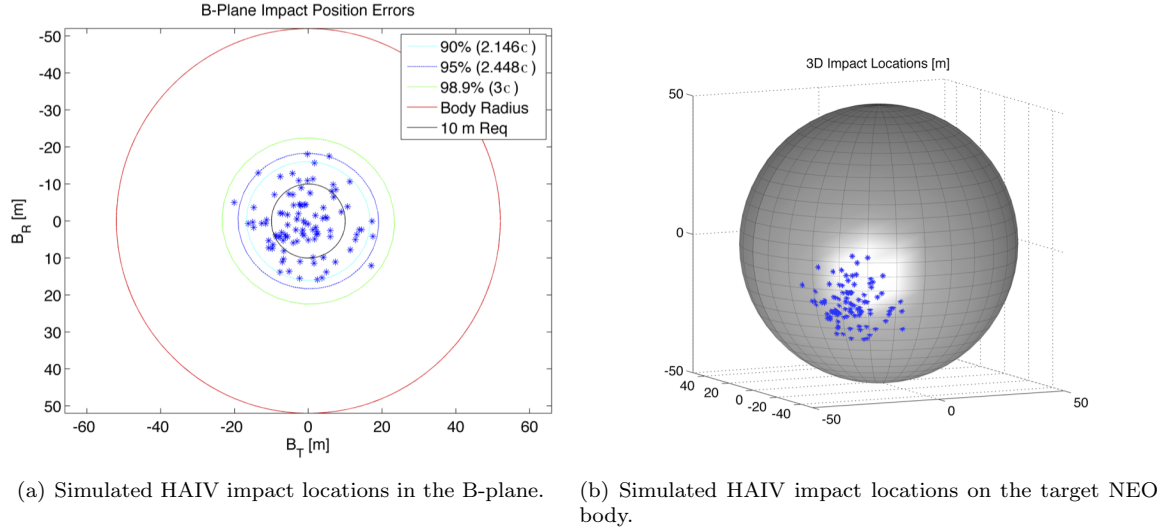 B-Plane Impact Position Errors
-50
-40
-30
-20
-10
0
10
20
30
40
50
B_R [m]
-60
-40
-20
0
20
40
60
B_T [m]
90% (2.146σ)
95% (2.448σ)
98.9% (3σ)
Body Radius
10 m Req
3D Impact Locations [m]
50
0
-50
40
20
0
-20
-40
-50
0
50
(a) Simulated HAIV impact locations in the B-plane.
(b) Simulated HAIV impact locations on the target NEO
body.